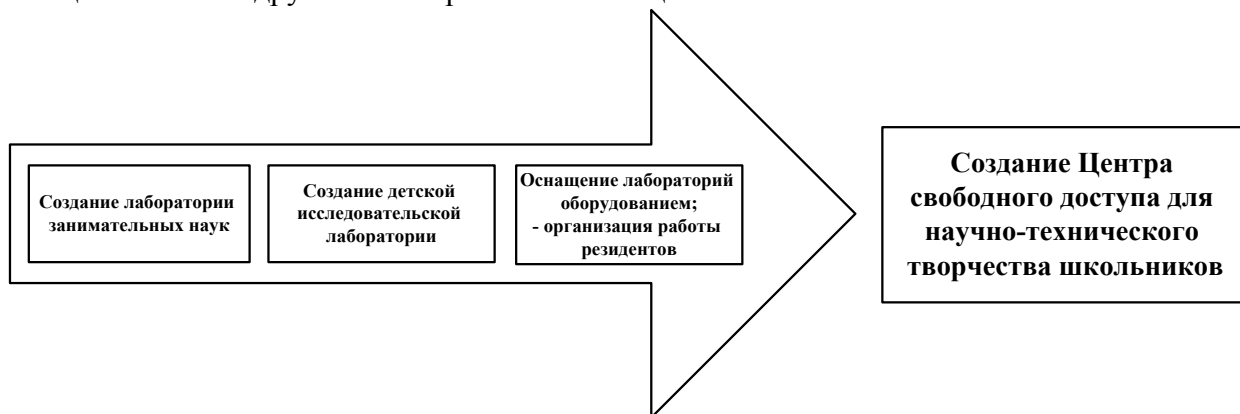 Создание лаборатории
занимательных наук
Создание детской
исследовательской
лаборатории
Оснащение лабораторий
оборудованием;
- организация работы
резидентов
Создание Центра
свободного доступа для
научно-технического
творчества школьников